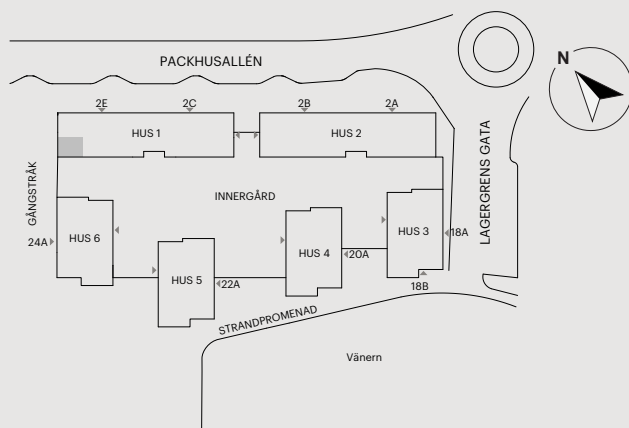 PACKHUSALLÉN
N
2E
2C
2B
2A
HUS 1
HUS 2
LAGERGRENS GATA
GÅNGSTRÅK
INNERGÅRD
24A
HUS 6
HUS 5
22A
HUS 4
20A
HUS 3
18A
18B
STRANDPROMENAD
Vänern